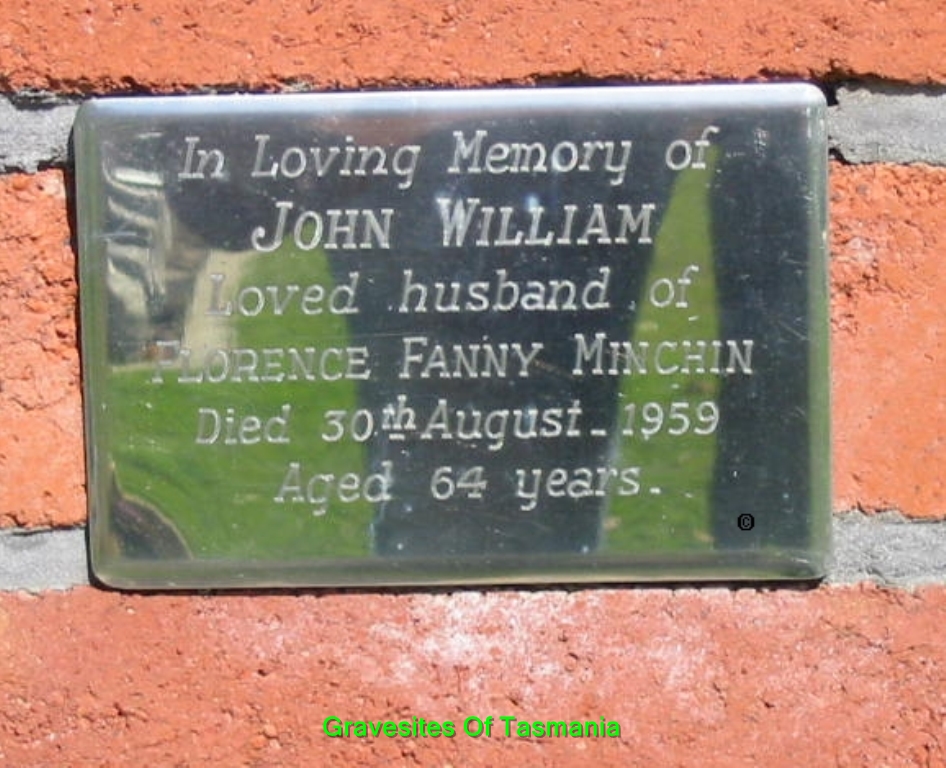 In Loving Memory of
JOHN WILLIAM
Loved husband of
FLORENCE FANNY MINCHIN
Died 30th August. 1959
Aged 64 years.
©
Gravesites Of Tasmania